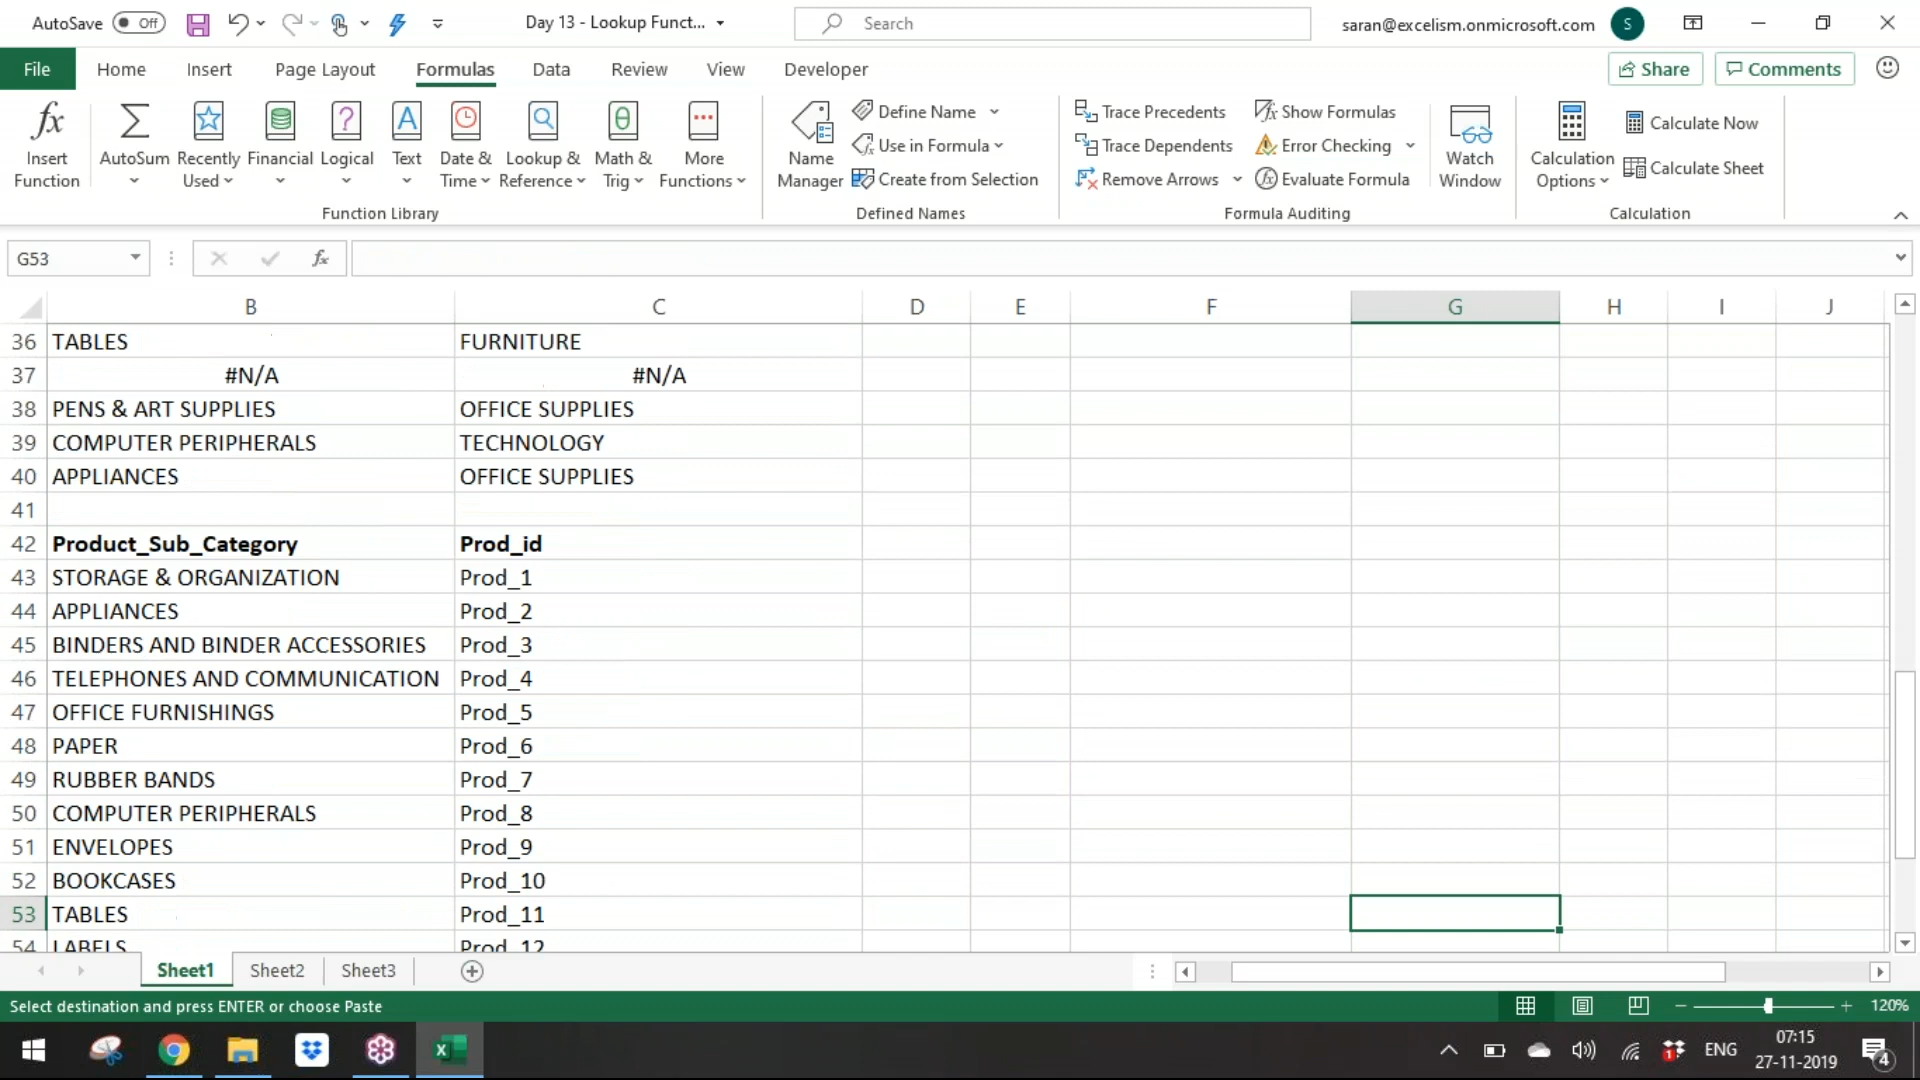 AutoSave Off Day 13 - Lookup Funct... Search saran@excelism.onmicrosoft.com S
File Home Insert Page Layout Formulas Data Review View Developer Share Comments
Insert Function
AutoSum
Recently Used
Financial
Logical
Text
Date & Time
Lookup & Reference
Math & Trig
More Functions
Function Library
Name Manager
Define Name
Use in Formula
Create from Selection
Defined Names
Trace Precedents
Trace Dependents
Remove Arrows
Show Formulas
Error Checking
Evaluate Formula
Formula Auditing
Watch Window
Calculation Options
Calculate Now
Calculate Sheet
Calculation
G53 fx
B C D E F G H I J
36 TABLES FURNITURE
37 #N/A #N/A
38 PENS & ART SUPPLIES OFFICE SUPPLIES
39 COMPUTER PERIPHERALS TECHNOLOGY
40 APPLIANCES OFFICE SUPPLIES
41
42 Product_Sub_Category Prod_id
43 STORAGE & ORGANIZATION Prod_1
44 APPLIANCES Prod_2
45 BINDERS AND BINDER ACCESSORIES Prod_3
46 TELEPHONES AND COMMUNICATION Prod_4
47 OFFICE FURNISHINGS Prod_5
48 PAPER Prod_6
49 RUBBER BANDS Prod_7
50 COMPUTER PERIPHERALS Prod_8
51 ENVELOPES Prod_9
52 BOOKCASES Prod_10
53 TABLES Prod_11
54 LABELS Prod_12
Sheet1 Sheet2 Sheet3
Select destination and press ENTER or choose Paste 120%
ENG 07:15
27-11-2019 4